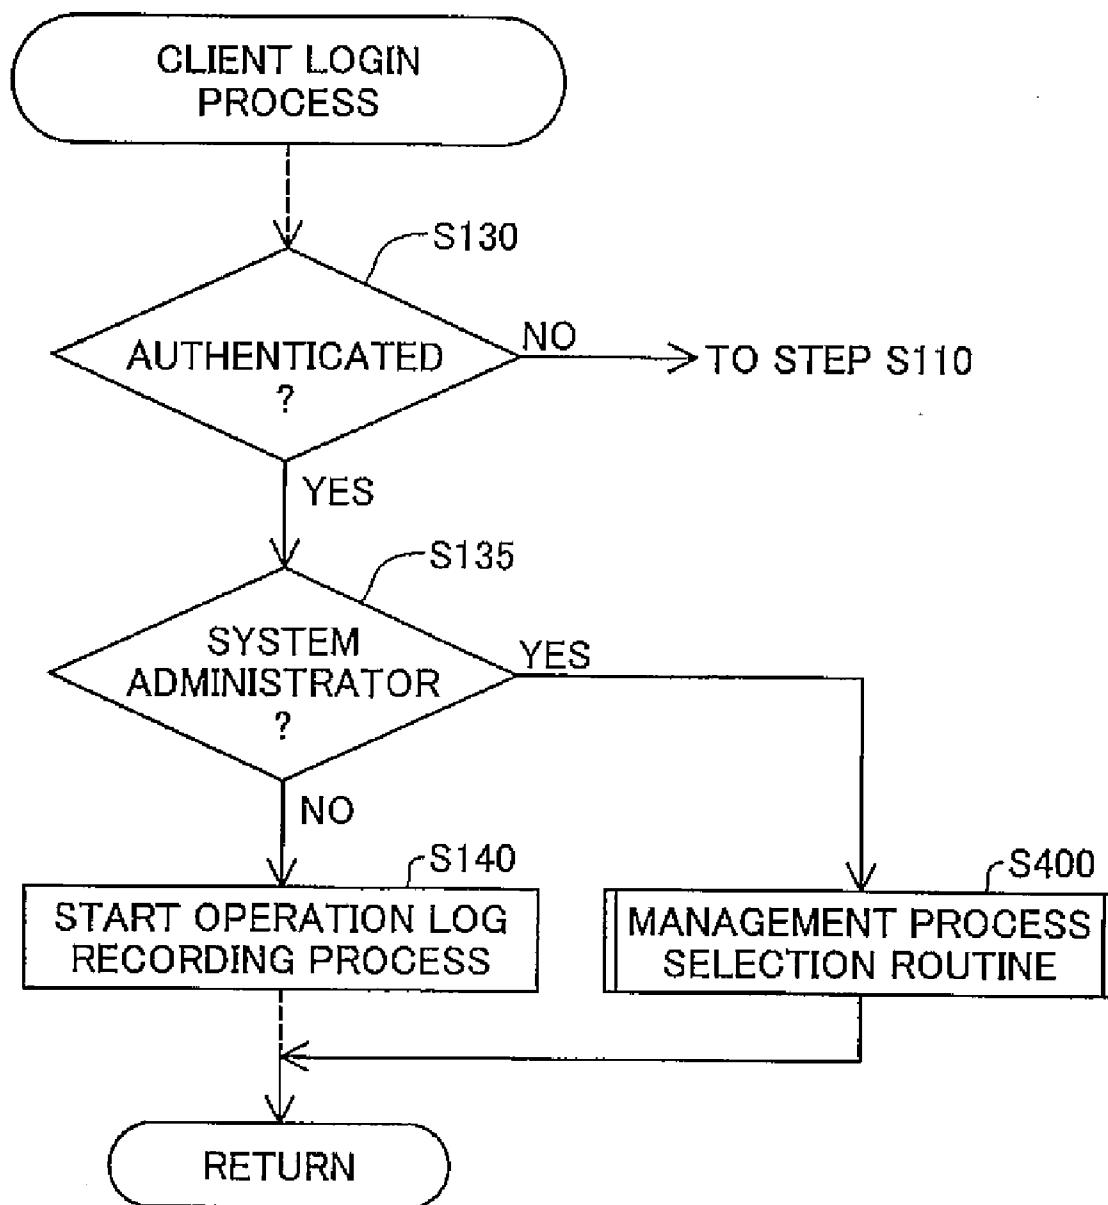 CLIENT LOGIN
PROCESS
S130
AUTHENTICATED
?
NO
TO STEP S110
YES
S135
SYSTEM
ADMINISTRATOR
?
YES
NO
S140
START OPERATION LOG
RECORDING PROCESS
S400
MANAGEMENT PROCESS
SELECTION ROUTINE
RETURN